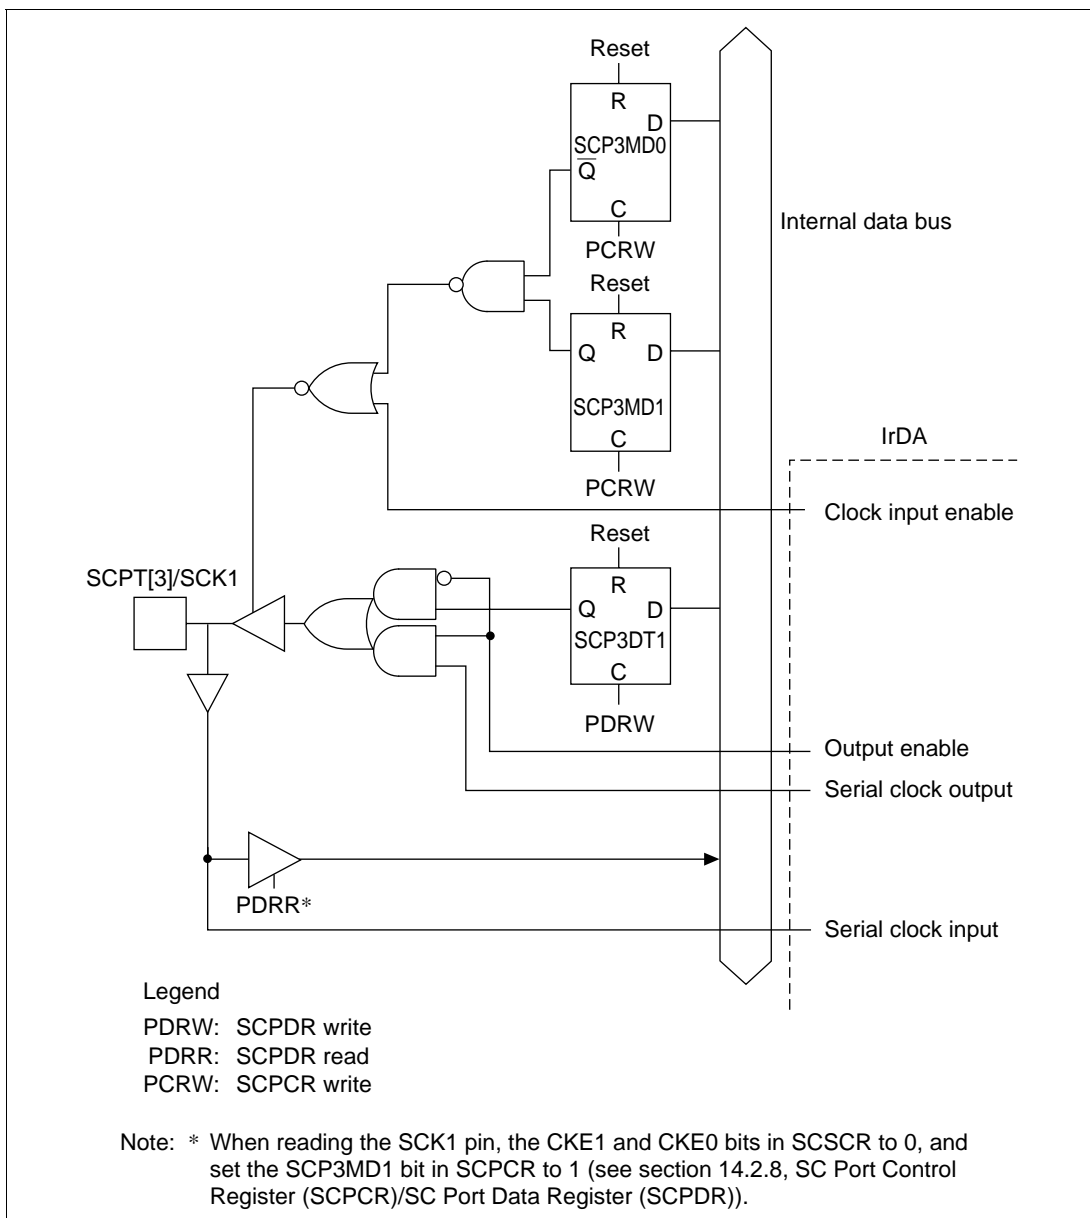 Reset
R
D
SCP3MD0
Q
C
PCRW
Internal data bus
Reset
R
Q D
SCP3MD1
C
PCRW
IrDA
Clock input enable
Reset
SCPT[3]/SCK1
R
Q D
SCP3DT1
C
PDRW
Output enable
Serial clock output
PDRR*
Serial clock input
Legend
PDRW: SCPDR write
PDRR: SCPDR read
PCRW: SCPCR write
Note: * When reading the SCK1 pin, the CKE1 and CKE0 bits in SCSCR to 0, and
set the SCP3MD1 bit in SCPCR to 1 (see section 14.2.8, SC Port Control
Register (SCPCR)/SC Port Data Register (SCPDR)).